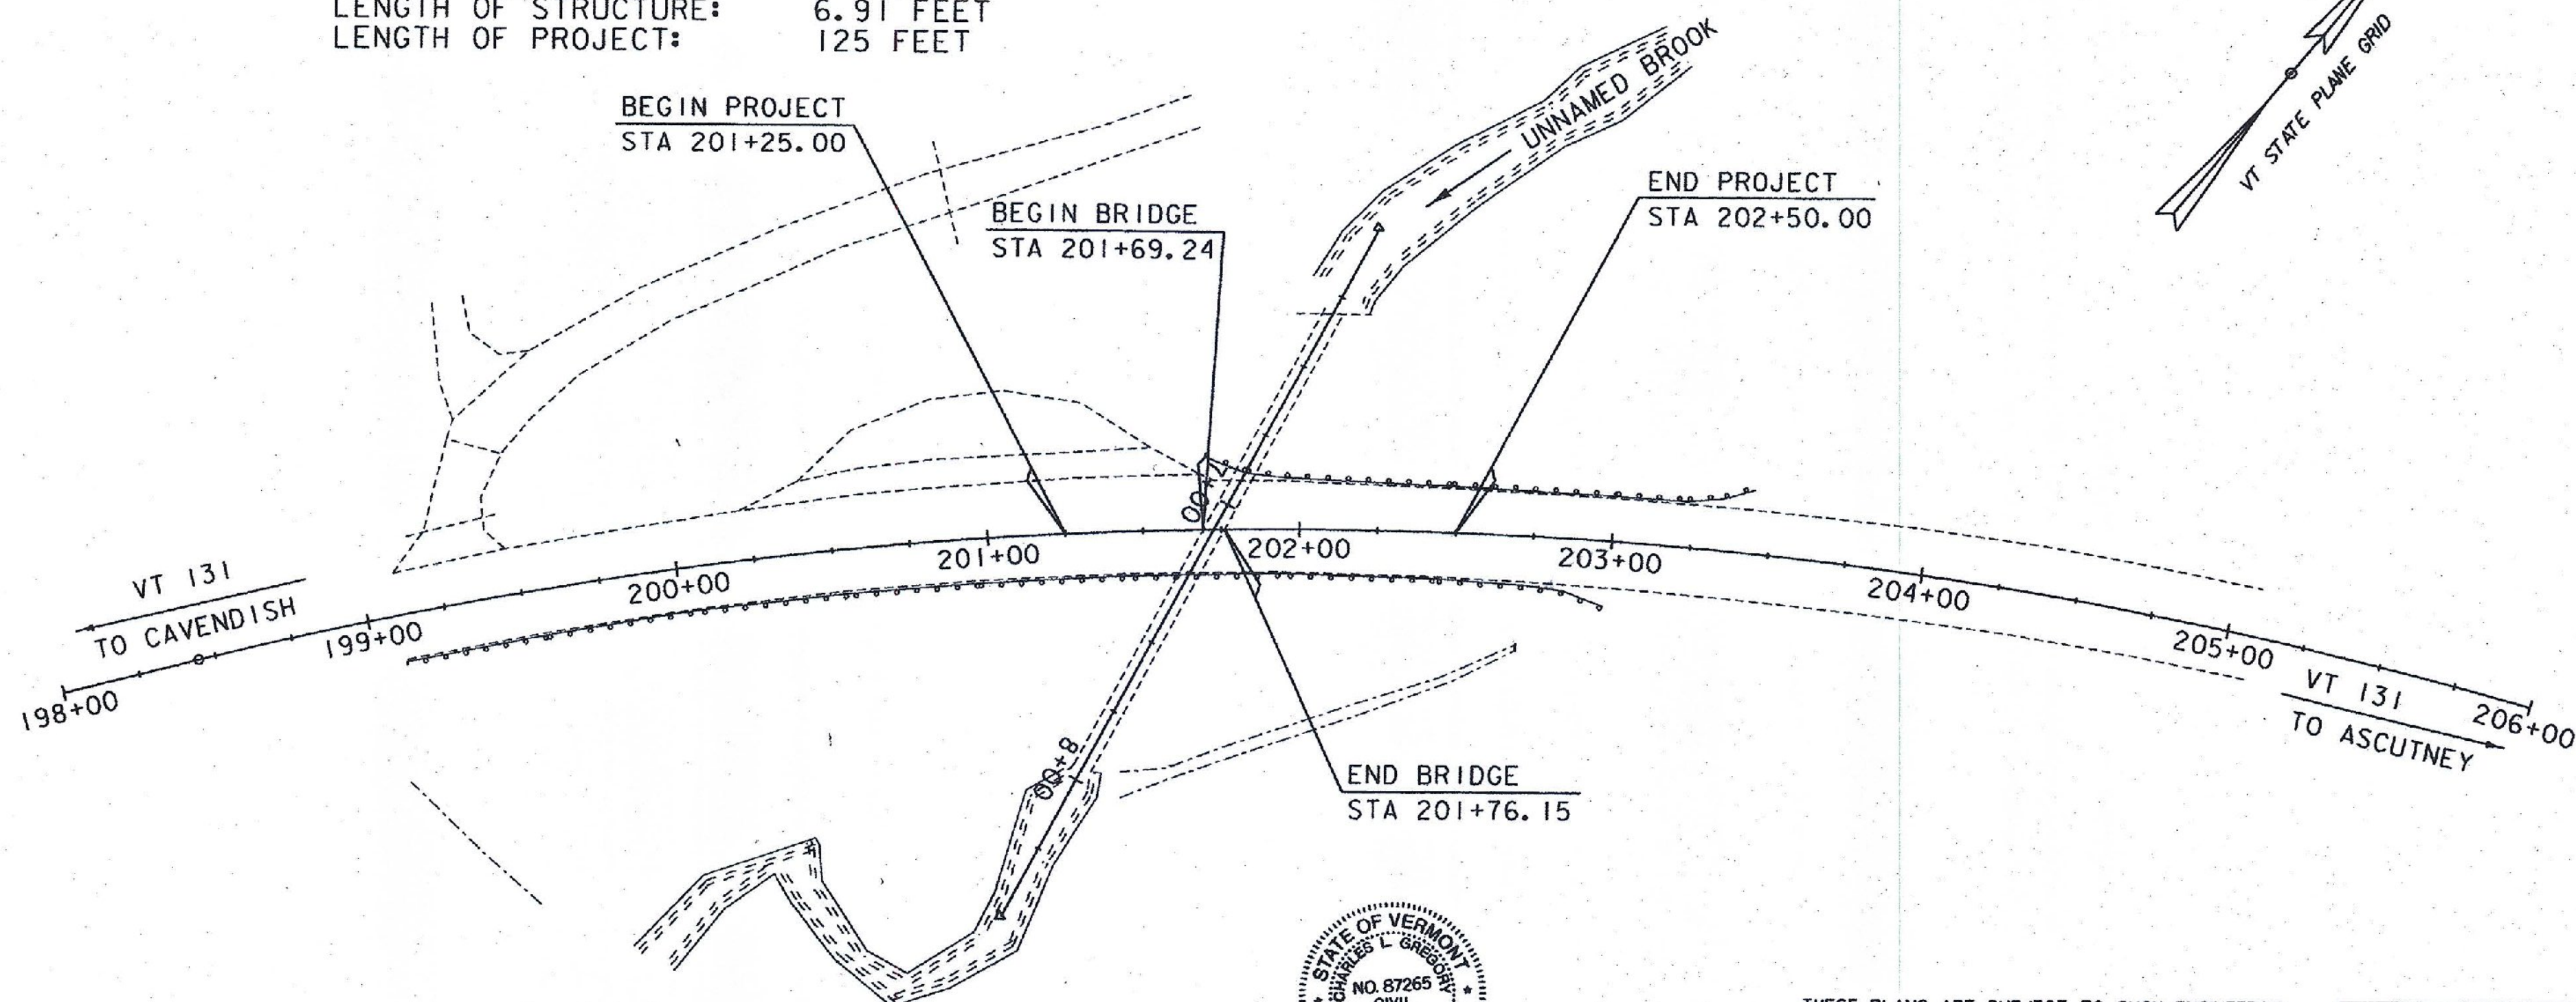 LENGTH OF STRUCTURE: 6.91 FEET
LENGTH OF PROJECT: 125 FEET
UNNAMED BROOK
VT STATE PLANE GRID
BEGIN PROJECT
STA 201+25.00
END PROJECT
STA 202+50.00
BEGIN BRIDGE
STA 201+69.24
VT 131
TO CAVENDISH
198+00
199+00
200+00
201+00
202+00
203+00
204+00
205+00
206+00
VT 131
TO ASCUTNEY
8+00
END BRIDGE
STA 201+76.15
STATE OF VERMONT
CHARLES L. GREGORY
NO. 87265
CIVIL